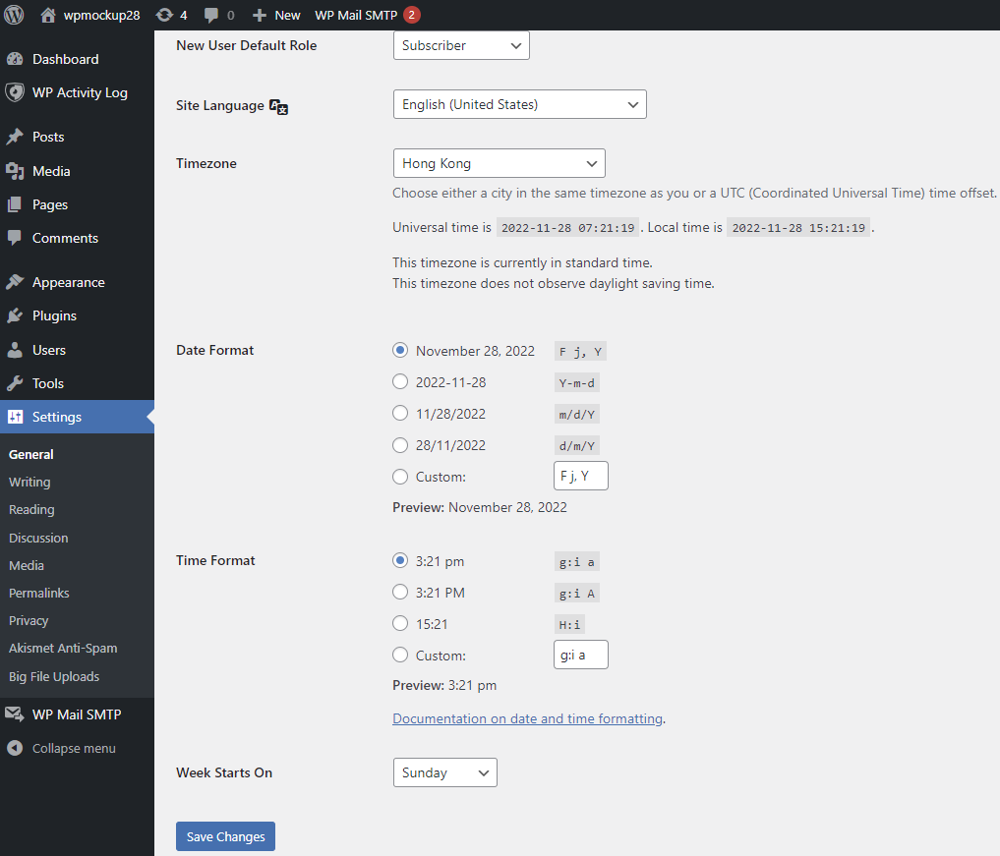 wpmockup28 4 0 New WP Mail SMTP 2
Dashboard
WP Activity Log
Posts
Media
Pages
Comments
Appearance
Plugins
Users
Tools
Settings
General
Writing
Reading
Discussion
Media
Permalinks
Privacy
Akismet Anti-Spam
Big File Uploads
WP Mail SMTP
Collapse menu
New User Default Role Subscriber
Site Language English (United States)
Timezone Hong Kong
Choose either a city in the same timezone as you or a UTC (Coordinated Universal Time) time offset.
Universal time is 2022-11-28 07:21:19 . Local time is 2022-11-28 15:21:19 .
This timezone is currently in standard time.
This timezone does not observe daylight saving time.
Date Format November 28, 2022 F j, Y
2022-11-28 Y-m-d
11/28/2022 m/d/Y
28/11/2022 d/m/Y
Custom: F j, Y
Preview: November 28, 2022
Time Format 3:21 pm g:i a
3:21 PM g:i A
15:21 H:i
Custom: g:i a
Preview: 3:21 pm
Documentation on date and time formatting.
Week Starts On Sunday
Save Changes